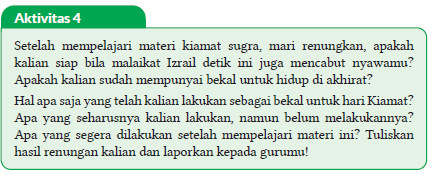 Aktivitas 4
Setelah mempelajari materi kiamat sugra, mari renungkan, apakah
kalian siap bila malaikat Izrail detik ini juga mencabut nyawamu?
Apakah kalian sudah mempunyai bekal untuk hidup di akhirat?
Hal apa saja yang telah kalian lakukan sebagai bekal untuk hari Kiamat?
Apa yang seharusnya kalian lakukan, namun belum melakukannya?
Apa yang segera dilakukan setelah mempelajari materi ini? Tuliskan
hasil renungan kalian dan laporkan kepada gurumu!